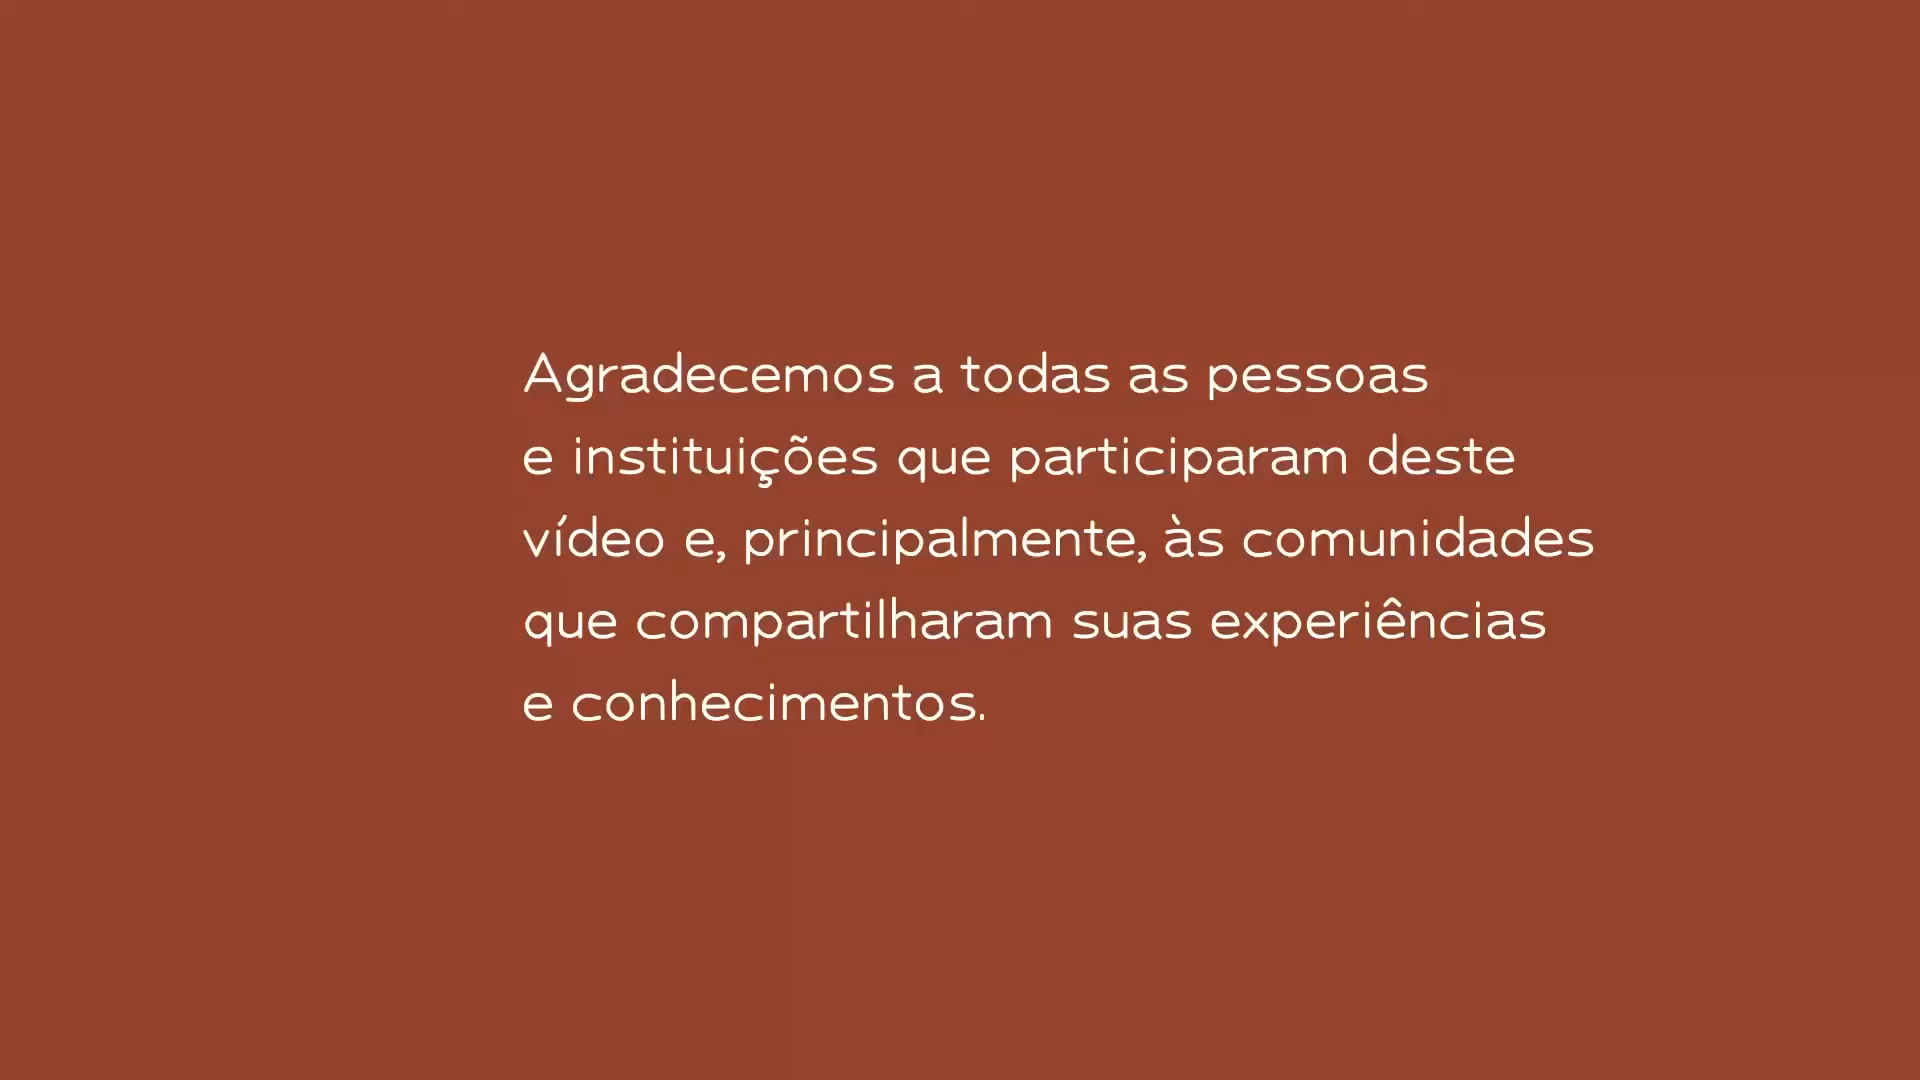 Agradecemos a todas as pessoas
e instituições que participaram deste
vídeo e, principalmente, às comunidades
que compartilharam suas experiências
e conhecimentos.